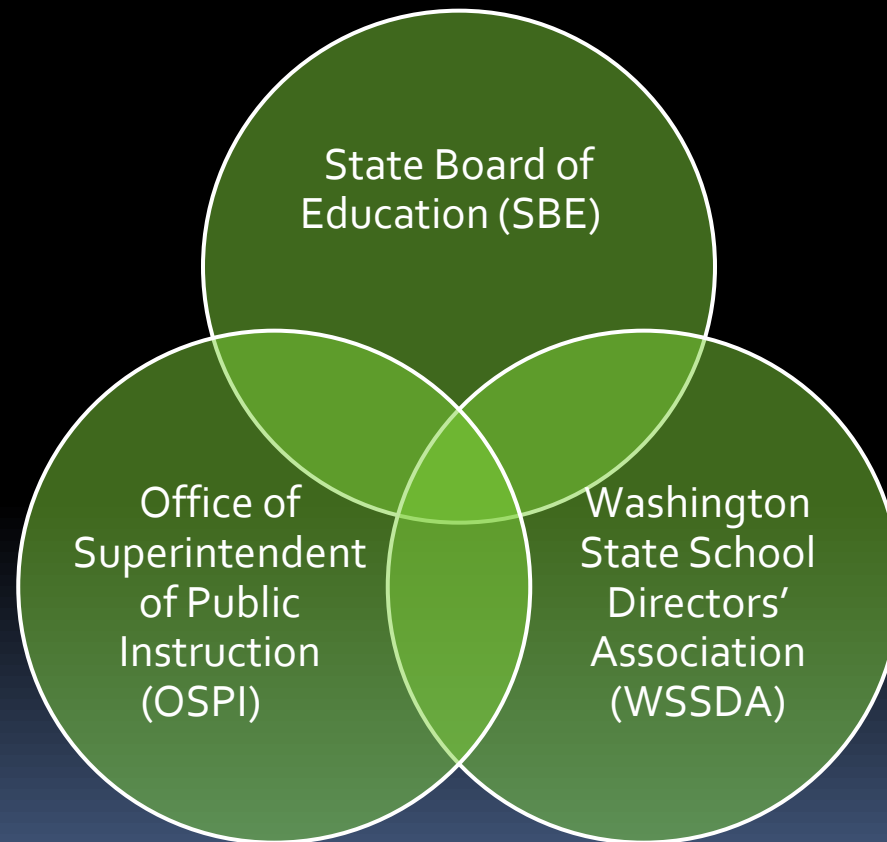 State Board of
Education (SBE)
Office of
Superintendent
of Public
Instruction
(OSPI)
Washington
State School
Directors’
Association
(WSSDA)